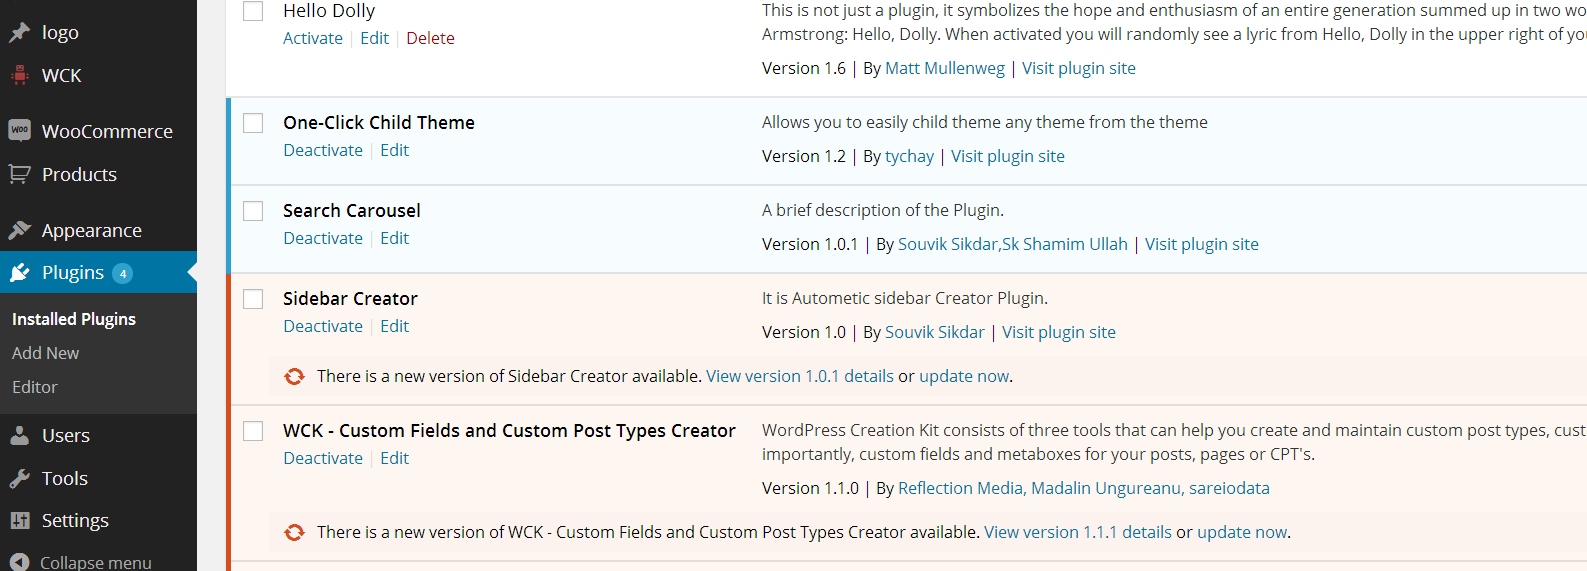 logo
WCK
WooCommerce
Products
Appearance
Plugins 4
Installed Plugins
Add New
Editor
Users
Tools
Settings
Collapse menu
Hello Dolly
Activate | Edit | Delete
This is not just a plugin, it symbolizes the hope and enthusiasm of an entire generation summed up in two
Armstrong: Hello, Dolly. When activated you will randomly see a lyric from Hello, Dolly in the upper right of
Version 1.6 | By Matt Mullenweg | Visit plugin site
One-Click Child Theme
Deactivate | Edit
Allows you to easily child theme any theme from the theme
Version 1.2 | By tychay | Visit plugin site
Search Carousel
Deactivate | Edit
A brief description of the Plugin.
Version 1.0.1 | By Souvik Sikdar,Sk Shamim Ullah | Visit plugin site
Sidebar Creator
Deactivate | Edit
It is Autometic sidebar Creator Plugin.
Version 1.0 | By Souvik Sikdar | Visit plugin site
There is a new version of Sidebar Creator available. View version 1.0.1 details or update now.
WCK - Custom Fields and Custom Post Types Creator
Deactivate | Edit
WordPress Creation Kit consists of three tools that can help you create and maintain custom post types,
importantly, custom fields and metaboxes for your posts, pages or CPT's.
Version 1.1.0 | By Reflection Media, Madalin Ungureanu, sareiodata
There is a new version of WCK - Custom Fields and Custom Post Types Creator available. View version 1.1.1 details or update now.